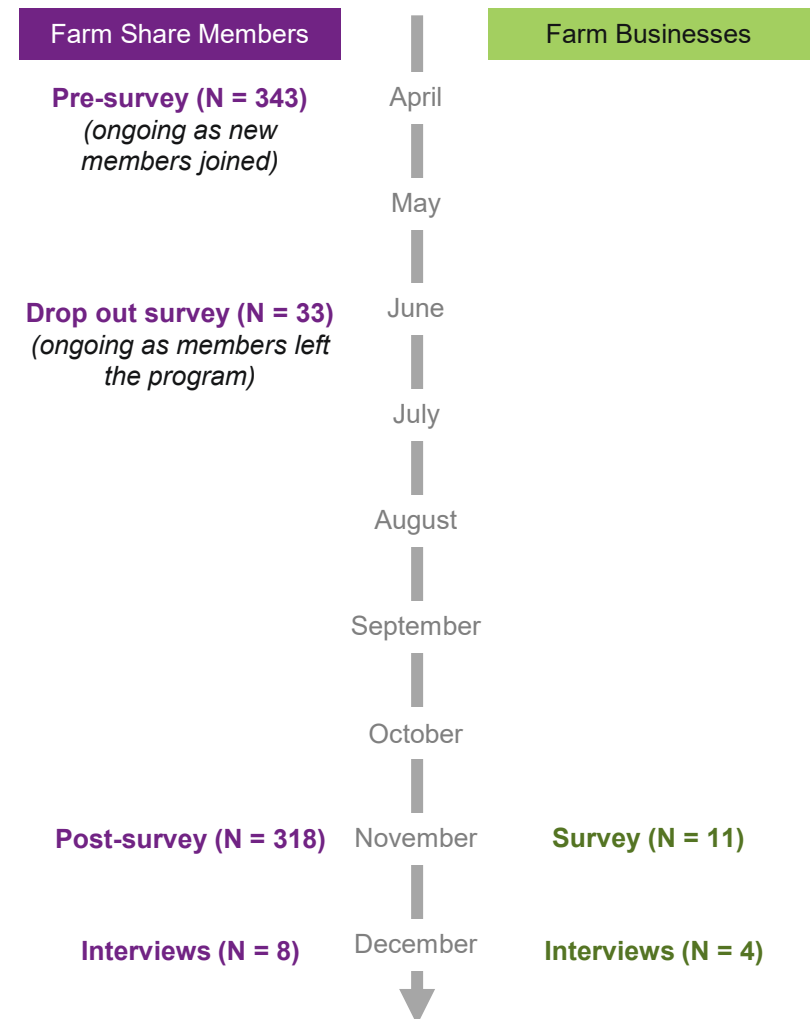 Farm Share Members
Farm Businesses
Pre-survey (N = 343)
(ongoing as new
members joined)
April
May
Drop out survey (N = 33)
(ongoing as members left
the program)
June
July
August
September
October
Post-survey (N = 318)
November
Survey (N = 11)
Interviews (N = 8)
December
Interviews (N = 4)